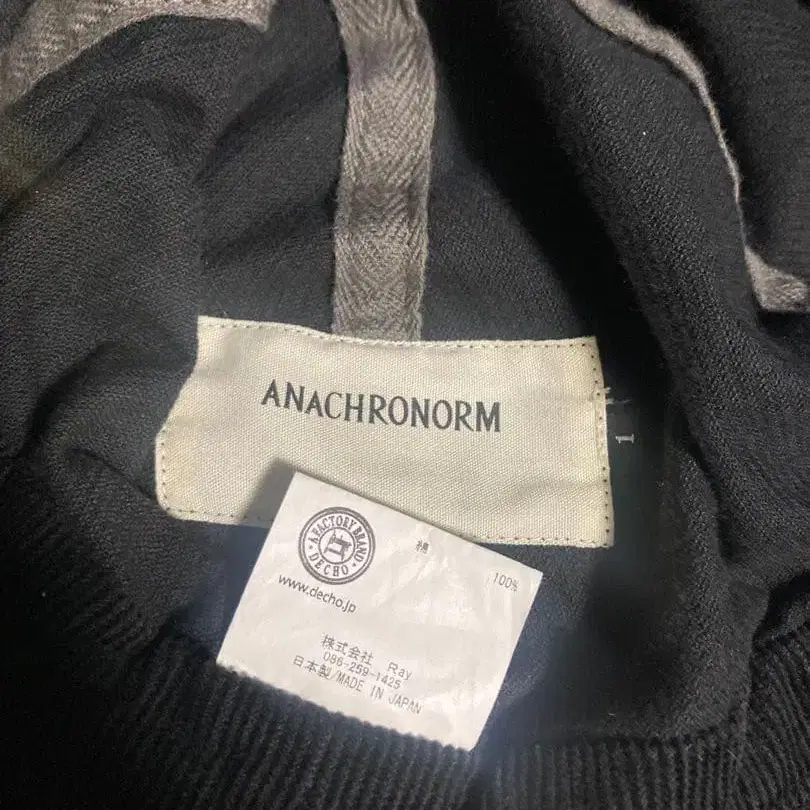 ANACHRONORM
1
A FACTORY BRAND
DECHO
www.decho.jp
綿 100%
株式会社 Ray
086-259-1425
日本製/MADE IN JAPAN